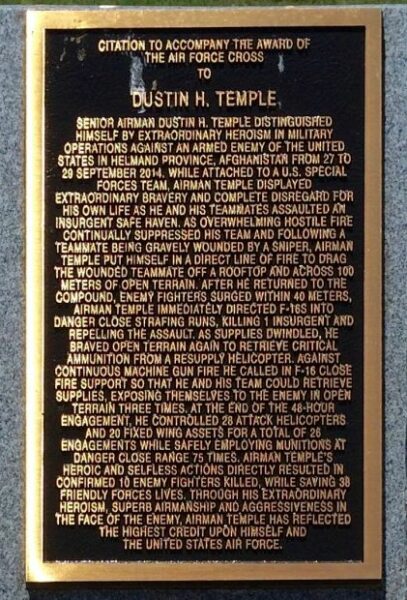 CITATION TO ACCOMPANY THE AWARD OF
THE AIR FORCE CROSS
TO
DUSTIN H. TEMPLE
SENIOR AIRMAN DUSTIN H. TEMPLE DISTINGUISHED
HIMSELF BY EXTRAORDINARY HEROISM IN MILITARY
OPERATIONS AGAINST AN ARMED ENEMY OF THE UNITED
STATES IN HELMAND PROVINCE, AFGHANISTAN FROM 27 TO
29 SEPTEMBER 2014. WHILE ATTACHED TO A U.S. SPECIAL
FORCES TEAM, AIRMAN TEMPLE DISPLAYED
EXTRAORDINARY BRAVERY AND COMPLETE DISREGARD FOR
HIS OWN LIFE AS HE AND HIS TEAMMATES ASSAULTED AN
INSURGENT SAFE HAVEN. AS OVERWHELMING HOSTILE FIRE
CONTINUALLY SUPPRESSED HIS TEAM AND FOLLOWING A
TEAMMATE BEING GRAVELY WOUNDED BY A SNIPER, AIRMAN
TEMPLE PUT HIMSELF IN A DIRECT LINE OF FIRE TO DRAG
THE WOUNDED TEAMMATE OFF A ROOFTOP AND ACROSS 100
METERS OF OPEN TERRAIN. AFTER HE RETURNED TO THE
COMPOUND, ENEMY FIGHTERS SURGED WITHIN 40 METERS,
AIRMAN TEMPLE IMMEDIATELY DIRECTED F-16S INTO
DANGER CLOSE STRAFING RUNS, KILLING 1 INSURGENT AND
REPELLING THE ASSAULT. AS SUPPLIES DWINDLED, HE
BRAVED OPEN TERRAIN AGAIN TO RETRIEVE CRITICAL
AMMUNITION FROM A RESUPPLY HELICOPTER. AGAINST
CONTINUOUS MACHINE GUN FIRE HE CALLED IN F-16 CLOSE
FIRE SUPPORT SO THAT HE AND HIS TEAM COULD RETRIEVE
SUPPLIES, EXPOSING THEMSELVES TO THE ENEMY IN OPEN
TERRAIN THREE TIMES. AT THE END OF THE 48-HOUR
ENGAGEMENT, HE CONTROLLED 28 ATTACK HELICOPTERS
AND 20 FIXED WING ASSETS FOR A TOTAL OF 26
ENGAGEMENTS WHILE SAFELY EMPLOYING MUNITIONS AT
DANGER CLOSE RANGE 75 TIMES. AIRMAN TEMPLE'S
HEROIC AND SELFLESS ACTIONS DIRECTLY RESULTED IN
CONFIRMED 10 ENEMY FIGHTERS KILLED, WHILE SAVING 38
FRIENDLY FORCES LIVES. THROUGH HIS EXTRAORDINARY
HEROISM, SUPERB AIRMANSHIP AND AGGRESSIVENESS IN
THE FACE OF THE ENEMY, AIRMAN TEMPLE HAS REFLECTED
THE HIGHEST CREDIT UPON HIMSELF AND
THE UNITED STATES AIR FORCE.